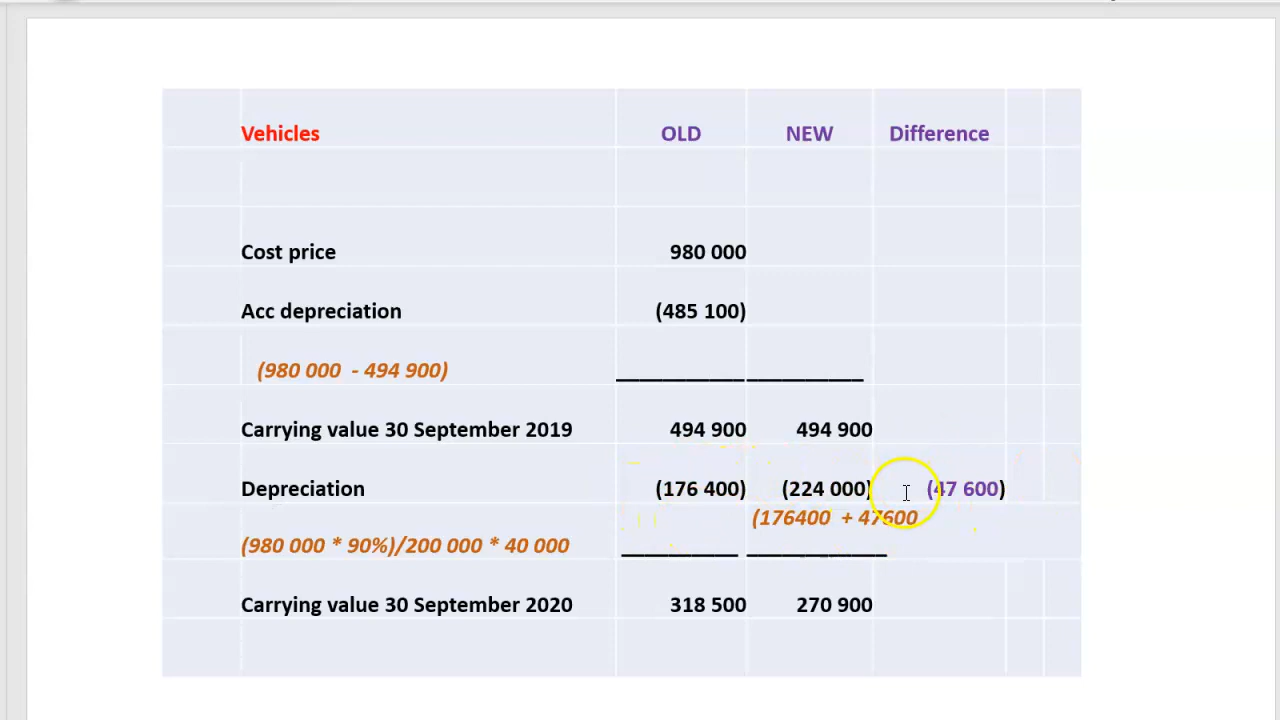 Vehicles OLD NEW Difference
Cost price 980 000
Acc depreciation (485 100)
(980 000 - 494 900)
Carrying value 30 September 2019 494 900 494 900
Depreciation (176 400) (224 000) (47 600)
(176400 + 47600
(980 000 * 90%)/200 000 * 40 000
Carrying value 30 September 2020 318 500 270 900